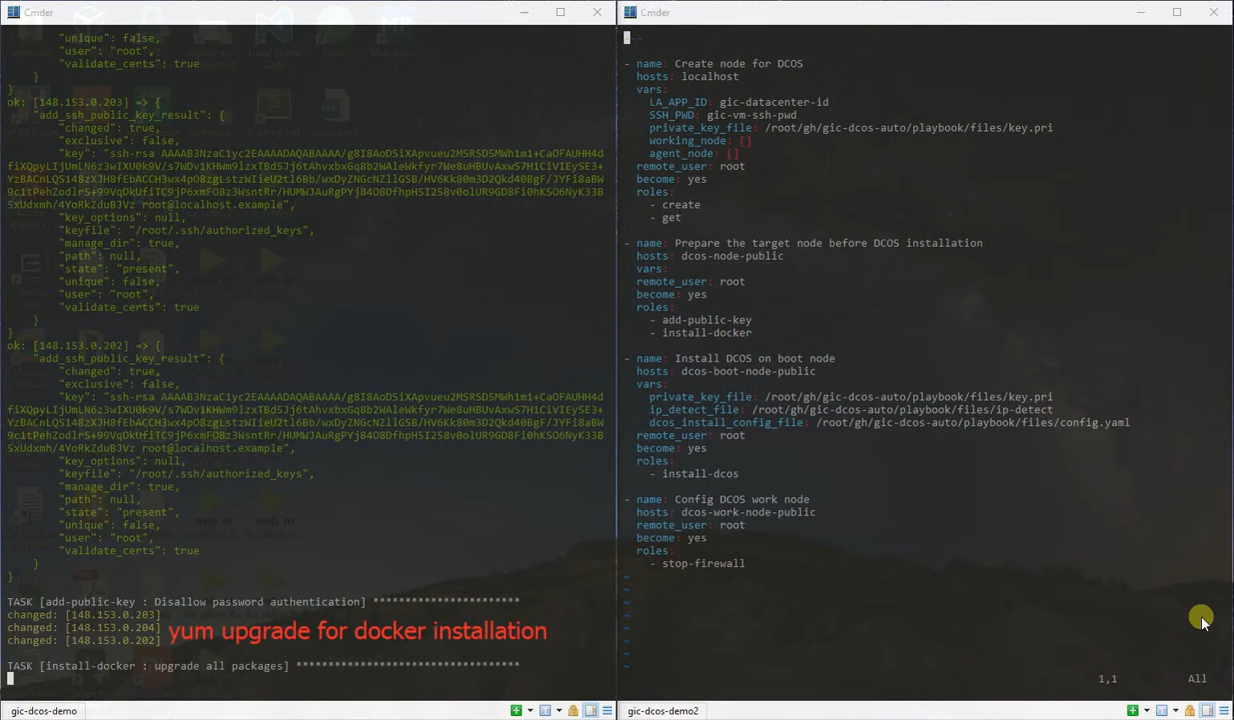 Cmder
"unique": false,
"user": "root",
"validate_certs": true
}
}
ok: [148.153.0.203] => {
"add_ssh_public_key_result": {
"changed": true,
"exclusive": false,
"key": "ssh-rsa
root@localhost.example",
"key_options": null,
"keyfile": "/root/.ssh/authorized_keys",
"manage_dir": true,
"path": null,
"state": "present",
"unique": false,
"user": "root",
"validate_certs": true
}
}
ok: [148.153.0.202] => {
"add_ssh_public_key_result": {
"changed": true,
"exclusive": false,
"key": "ssh-rsa
root@localhost.example",
"key_options": null,
"keyfile": "/root/.ssh/authorized_keys",
"manage_dir": true,
"path": null,
"state": "present",
"unique": false,
"user": "root",
"validate_certs": true
}
}
TASK [add-public-key : Disallow password authentication] ***********************
changed: [148.153.0.203]
changed: [148.153.0.204]
changed: [148.153.0.202]
yum upgrade for docker installation
TASK [install-docker : upgrade all packages] ***********************************
gic-dcos-demo
Cmder
---
- name: Create node for DCOS
hosts: localhost
vars:
LA_APP_ID: gic-datacenter-id
SSH_PWD: gic-vm-ssh-pwd
private_key_file: /root/gh/gic-dcos-auto/playbook/files/key.pri
working_node: []
agent_node: []
remote_user: root
become: yes
roles:
- create
- get
- name: Prepare the target node before DCOS installation
hosts: dcos-node-public
vars:
remote_user: root
become: yes
roles:
- add-public-key
- install-docker
- name: Install DCOS on boot node
hosts: dcos-boot-node-public
vars:
private_key_file: /root/gh/gic-dcos-auto/playbook/files/key.pri
ip_detect_file: /root/gh/gic-dcos-auto/playbook/files/ip-detect
dcos_install_config_file: /root/gh/gic-dcos-auto/playbook/files/config.yaml
remote_user: root
become: yes
roles:
- install-dcos
- name: Config DCOS work node
hosts: dcos-work-node-public
remote_user: root
become: yes
roles:
- stop-firewall
~
~
~
~
~
~
~
~
1,1 All
gic-dcos-demo2